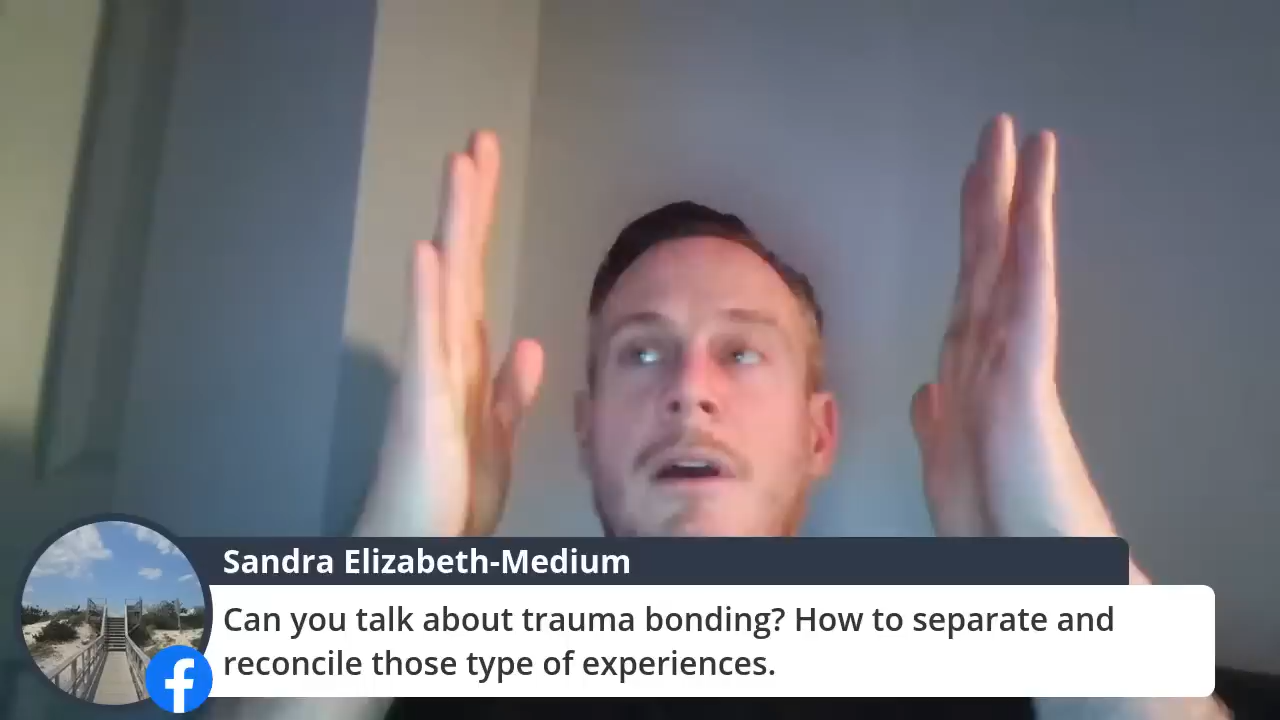 Sandra Elizabeth-Medium
Can you talk about trauma bonding? How to separate and
reconcile those type of experiences.